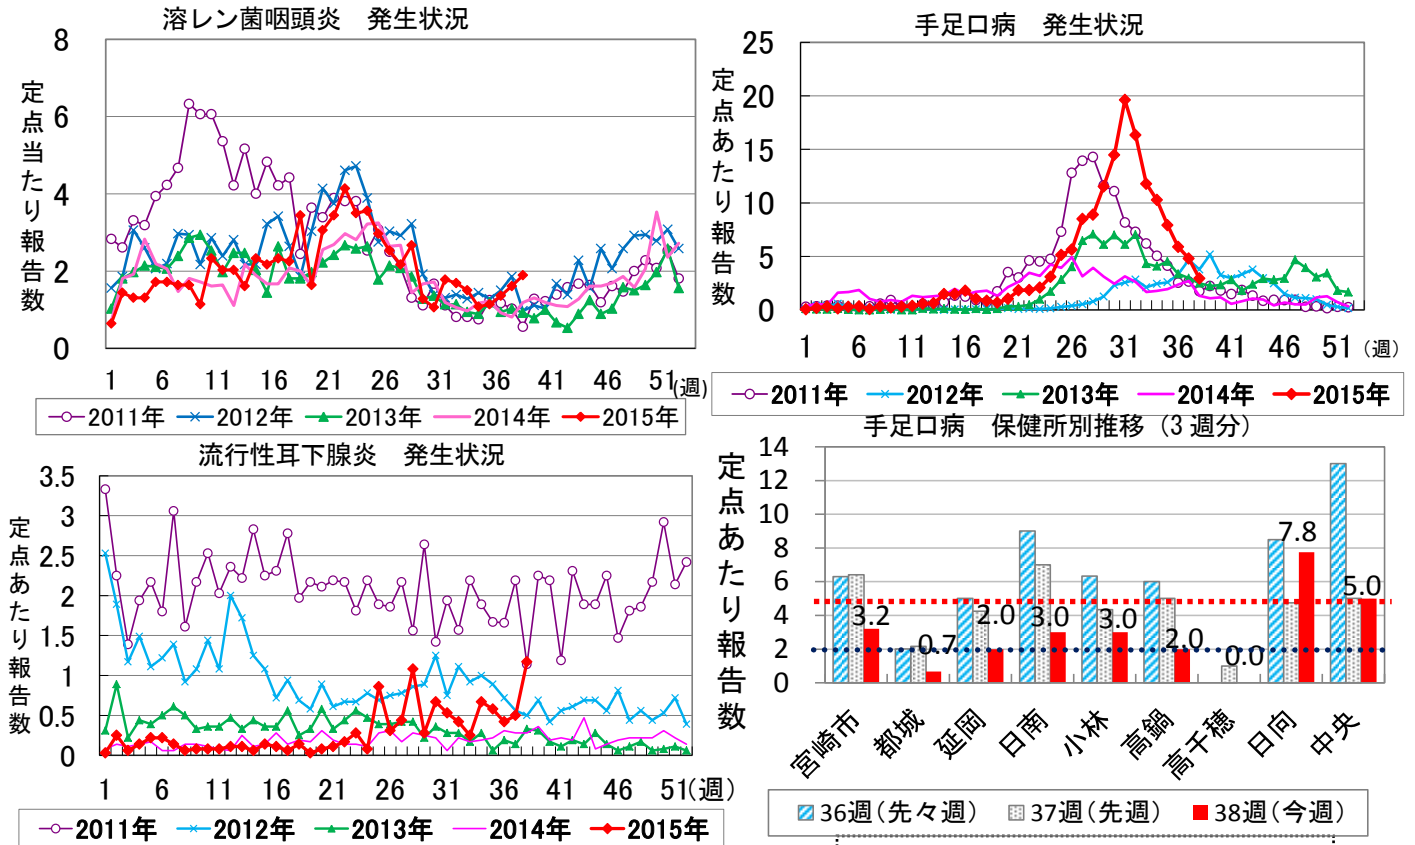 溶レン菌咽頭炎　発生状況
定点当たり報告数
8
6
4
2
0
1 6 11 16 21 26 31 36 41 46 51 (週)
2011年 2012年 2013年 2014年 2015年
手足口病　発生状況
定点あたり報告数
25
20
15
10
5
0
1 6 11 16 21 26 31 36 41 46 51 （週）
2011年 2012年 2013年 2014年 2015年
流行性耳下腺炎　発生状況
定点あたり報告数
3.5
3
2.5
2
1.5
1
0.5
0
1 6 11 16 21 26 31 36 41 46 51 (週)
2011年 2012年 2013年 2014年 2015年
手足口病　保健所別推移（3 週分）
定点あたり報告数
14
12
10
8
6
4
2
0
3.2 0.7 2.0 3.0 3.0 2.0 0.0 7.8 5.0
宮崎市 都城 延岡 日南 小林 高鍋 高千穂 日向 中央
36週（先々週） 37週（先週） 38週（今週）